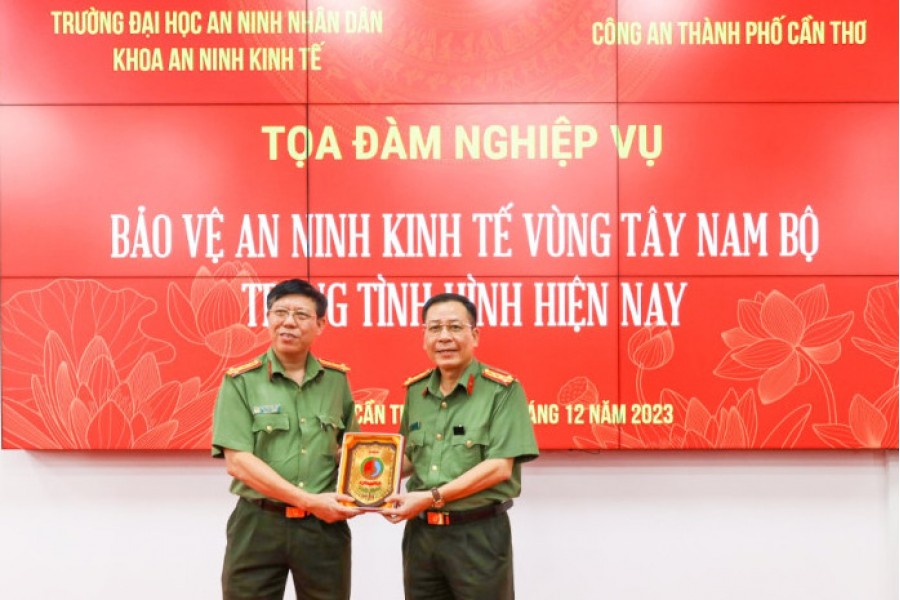 TRƯỜNG ĐẠI HỌC AN NINH NHÂN DÂN
KHOA AN NINH KINH TẾ
CÔNG AN THÀNH PHỐ CẦN THƠ
TỌA ĐÀM NGHIỆP VỤ
BẢO VỆ AN NINH KINH TẾ VÙNG TÂY NAM BỘ
TÌNH HÌNH HIỆN NAY
CẦN 12 NĂM 2023